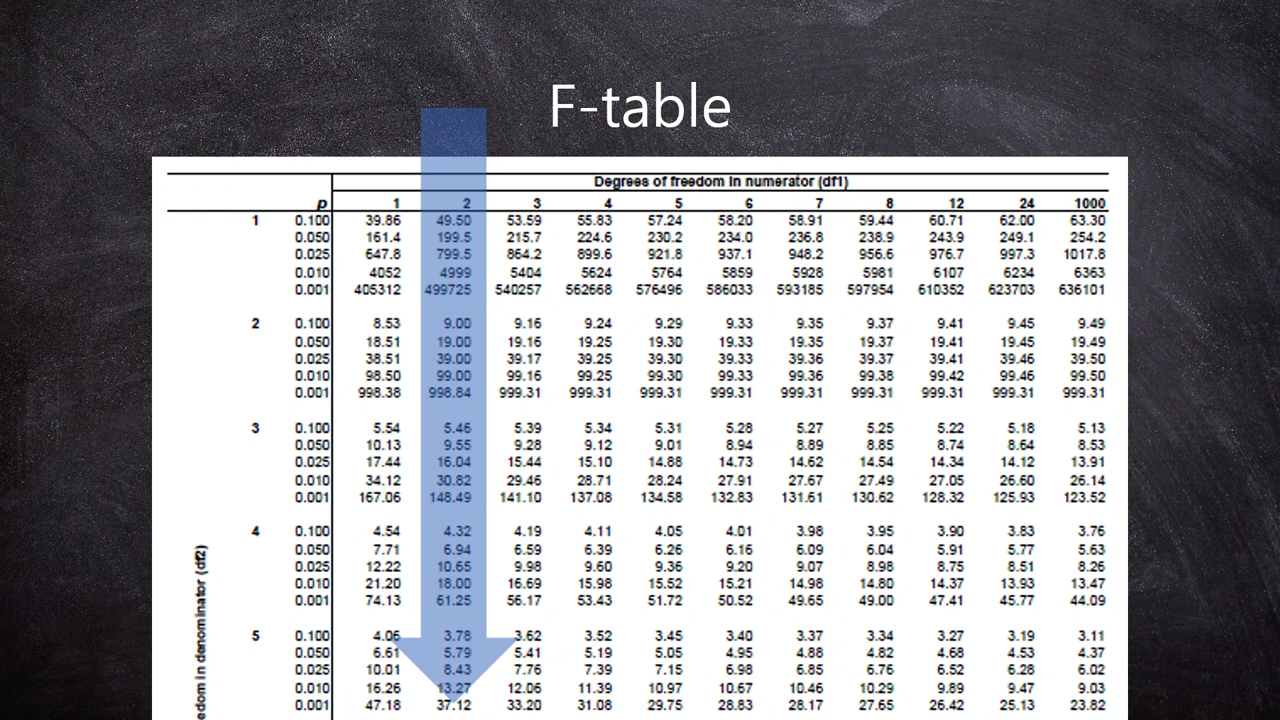 F-table
Degrees of freedom in numerator (df1)
p 1 2 3 4 5 6 7 8 12 24 1000
1 0.100 39.86 49.50 53.59 55.83 57.24 58.20 58.91 59.44 60.71 62.00 63.30
0.050 161.4 199.5 215.7 224.6 230.2 234.0 236.8 238.9 243.9 249.1 254.2
0.025 647.8 799.5 864.2 899.6 921.8 937.1 948.2 956.6 976.7 997.3 1017.8
0.010 4052 4999 5404 5624 5764 5859 5928 5981 6107 6234 6363
0.001 405312 499725 540257 562668 576496 586033 593185 597954 610352 623703 636101
2 0.100 8.53 9.00 9.16 9.24 9.29 9.33 9.35 9.37 9.41 9.45 9.49
0.050 18.51 19.00 19.16 19.25 19.30 19.33 19.35 19.37 19.41 19.45 19.49
0.025 38.51 39.00 39.17 39.25 39.30 39.33 39.36 39.37 39.41 39.46 39.50
0.010 98.50 99.00 99.16 99.25 99.30 99.33 99.36 99.38 99.42 99.46 99.50
0.001 998.38 998.84 999.31 999.31 999.31 999.31 999.31 999.31 999.31 999.31 999.31
3 0.100 5.54 5.46 5.39 5.34 5.31 5.28 5.27 5.25 5.22 5.18 5.13
0.050 10.13 9.55 9.28 9.12 9.01 8.94 8.89 8.85 8.74 8.64 8.53
0.025 17.44 16.04 15.44 15.10 14.88 14.73 14.62 14.54 14.34 14.12 13.91
0.010 34.12 30.82 29.46 28.71 28.24 27.91 27.67 27.49 27.05 26.60 26.14
0.001 167.06 148.49 141.10 137.08 134.58 132.83 131.61 130.62 128.32 125.93 123.52
4 0.100 4.54 4.32 4.19 4.11 4.05 4.01 3.98 3.95 3.90 3.83 3.76
0.050 7.71 6.94 6.59 6.39 6.26 6.16 6.09 6.04 5.91 5.77 5.63
0.025 12.22 10.65 9.98 9.60 9.36 9.20 9.07 8.98 8.75 8.51 8.26
0.010 21.20 18.00 16.69 15.98 15.52 15.21 14.98 14.80 14.37 13.93 13.47
0.001 74.13 61.25 56.17 53.43 51.72 50.52 49.65 49.00 47.41 45.77 44.09
5 0.100 4.06 3.78 3.62 3.52 3.45 3.40 3.37 3.34 3.27 3.19 3.11
0.050 6.61 5.79 5.41 5.19 5.05 4.95 4.88 4.82 4.68 4.53 4.37
0.025 10.01 8.43 7.76 7.39 7.15 6.98 6.85 6.76 6.52 6.28 6.02
0.010 16.26 13.27 12.06 11.39 10.97 10.67 10.46 10.29 9.89 9.47 9.03
0.001 47.18 37.12 33.20 31.08 29.75 28.83 28.17 27.65 26.42 25.13 23.82
edom in denominator (df2)